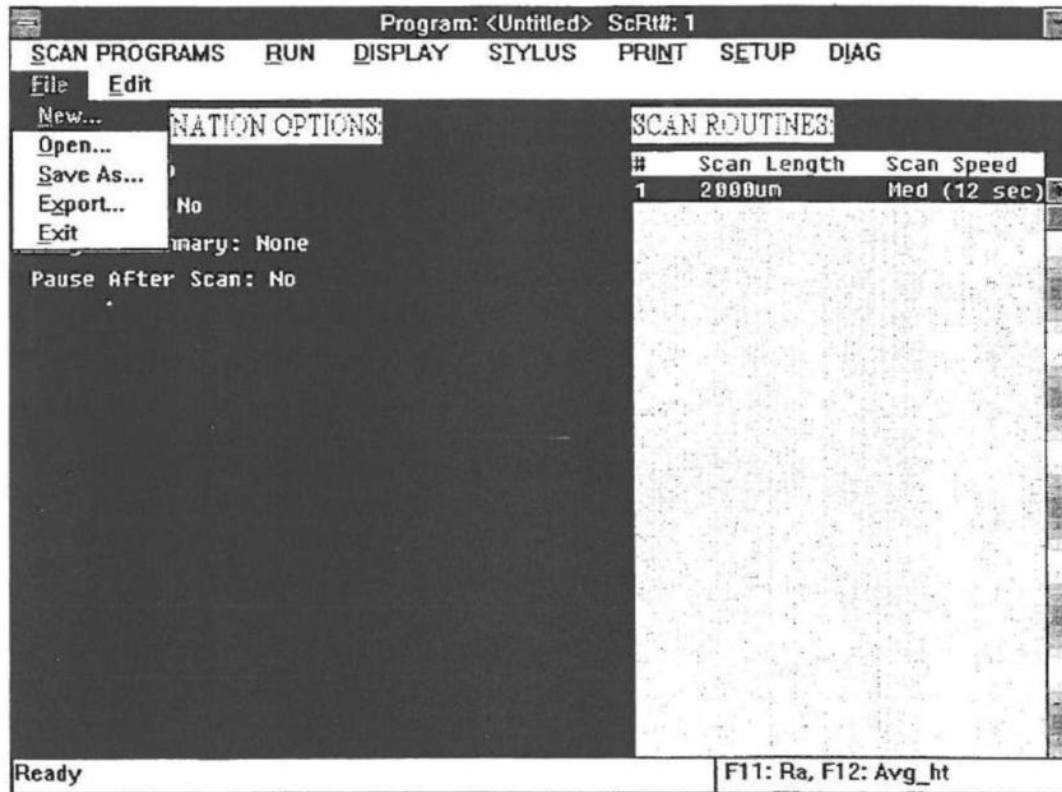 Program: <Untitled> ScRt#: 1
SCAN PROGRAMS RUN DISPLAY STYLUS PRINT SETUP DIAG
File Edit
New...
Open...
Save As...
Export...
Exit
NATION OPTIONS:
No
mary: None
Pause After Scan: No
SCAN ROUTINES:
# Scan Length Scan Speed
1 2000um Med (12 sec)
Ready
F11: Ra, F12: Avg_ht